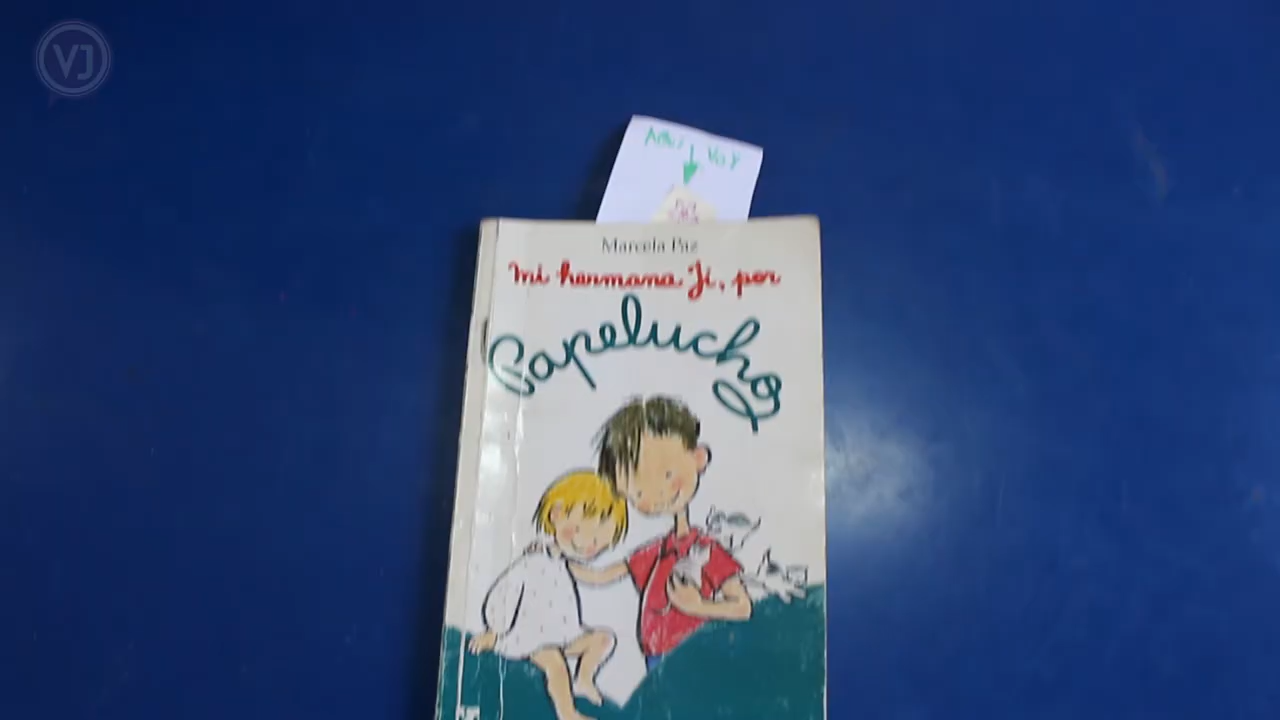 VJ
AQUÍ VOY
Marcela Paz
mi hermana Ji, por
Papelucho